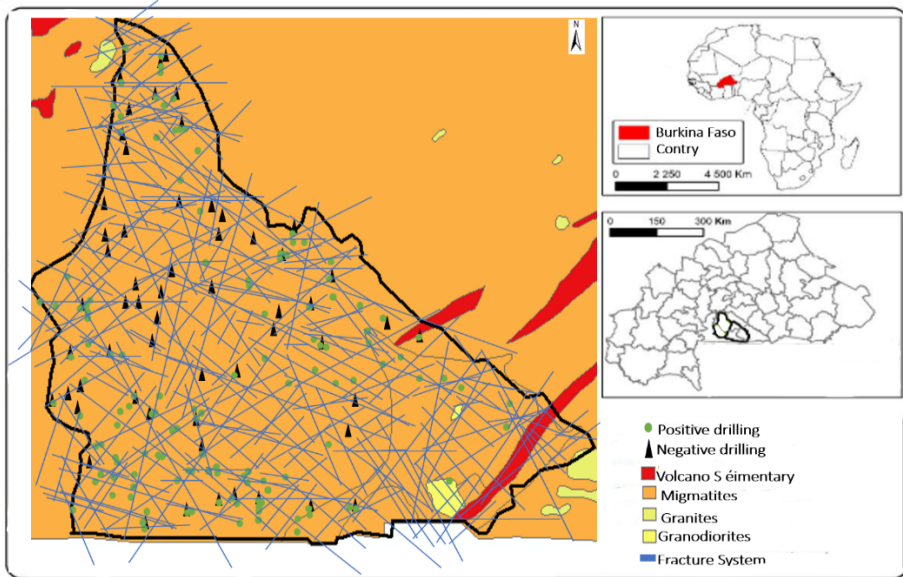 N
Burkina Faso
Contry
0 2 250 4 500 Km
0 150 300 Km
Positive drilling
Negative drilling
Volcano S éimentary
Migmatites
Granites
Granodiorites
Fracture System